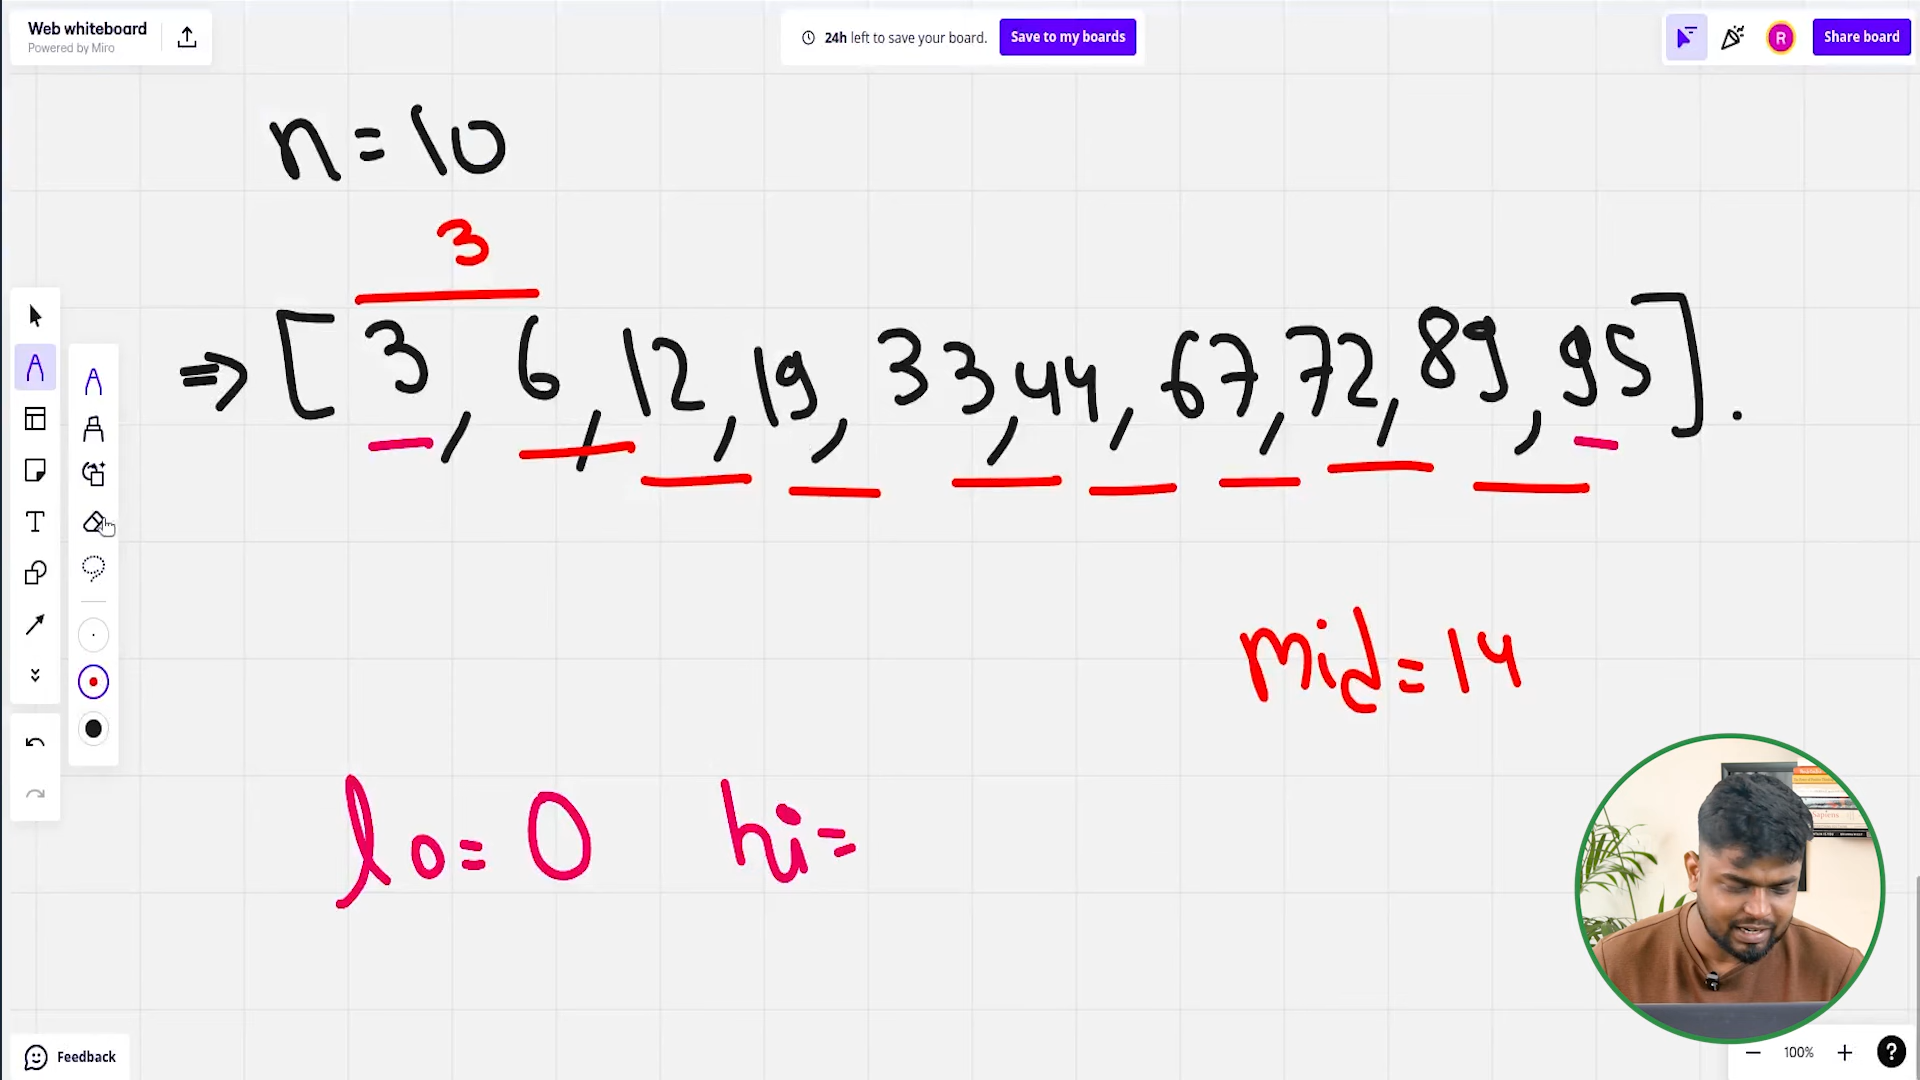 Web whiteboard
Powered by Miro
24h left to save your board.
Save to my boards
R
Share board
n=10
3
=> [3, 6, 12, 19, 33, 44, 67, 72, 89, 95].
T
mid=14
lo=0 hi=
Sapiens
Feedback
100%
?